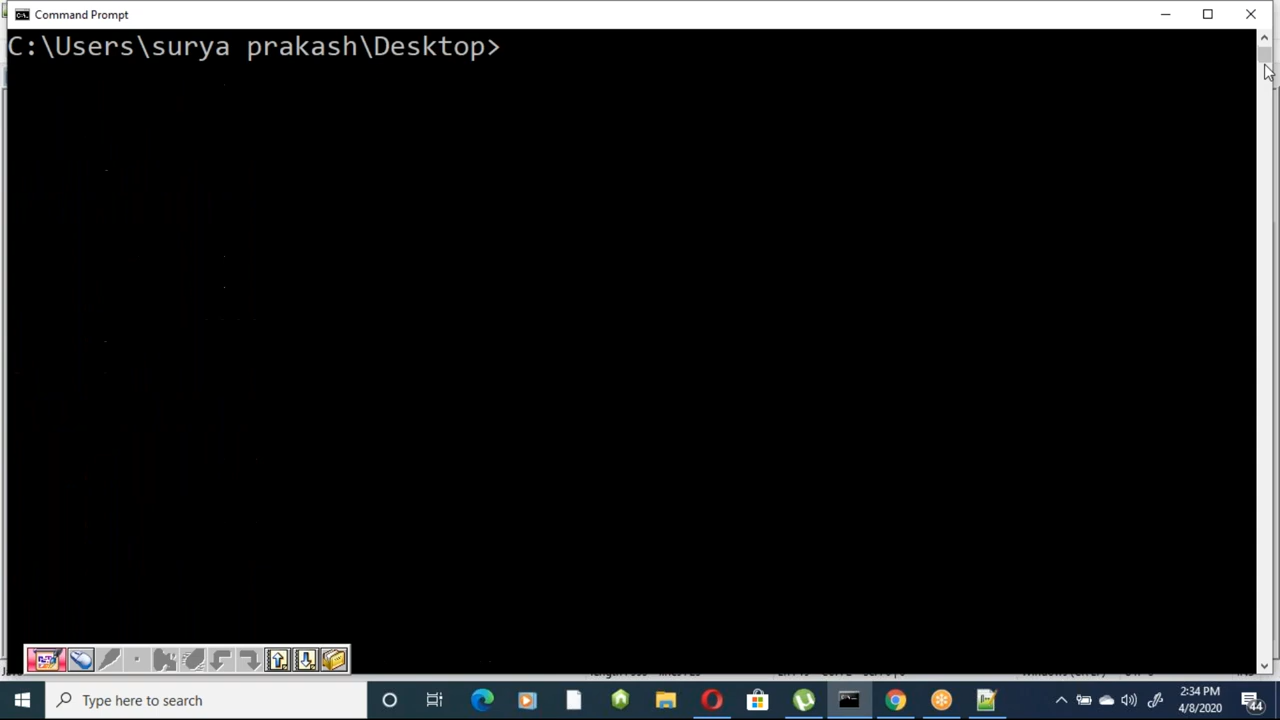 Command Prompt
C:\Users\surya prakash\Desktop>
Type here to search
2:34 PM
4/8/2020
44